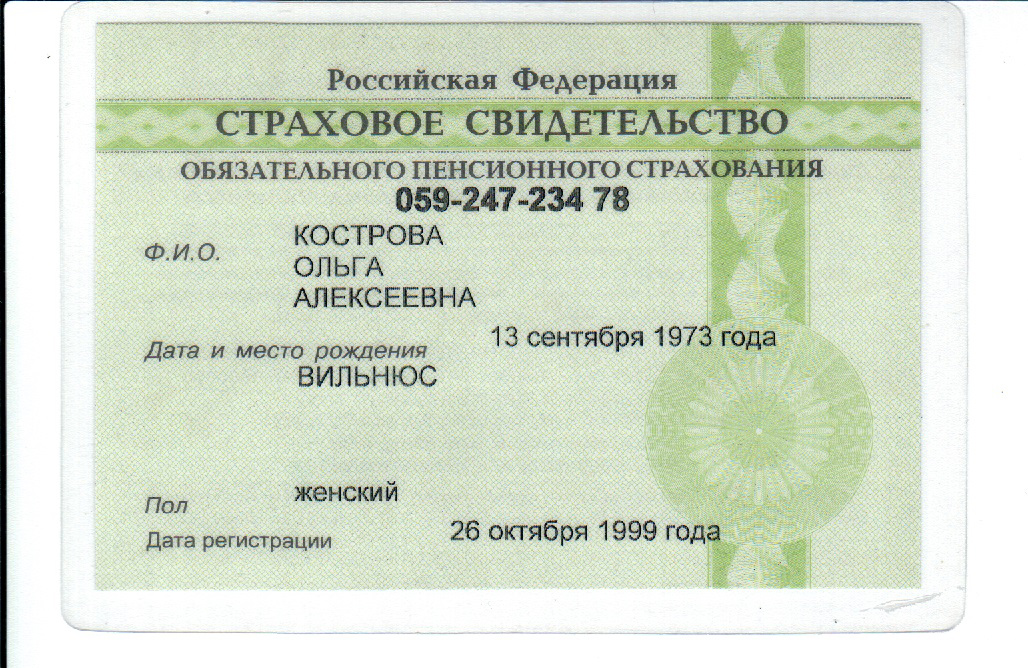 Российская Федерация
СТРАХОВОЕ СВИДЕТЕЛЬСТВО
ОБЯЗАТЕЛЬНОГО ПЕНСИОННОГО СТРАХОВАНИЯ
059-247-234 78
Ф.И.О. КОСТРОВА
ОЛЬГА
АЛЕКСЕЕВНА
Дата и место рождения 13 сентября 1973 года
ВИЛЬНЮС
Пол женский
Дата регистрации 26 октября 1999 года